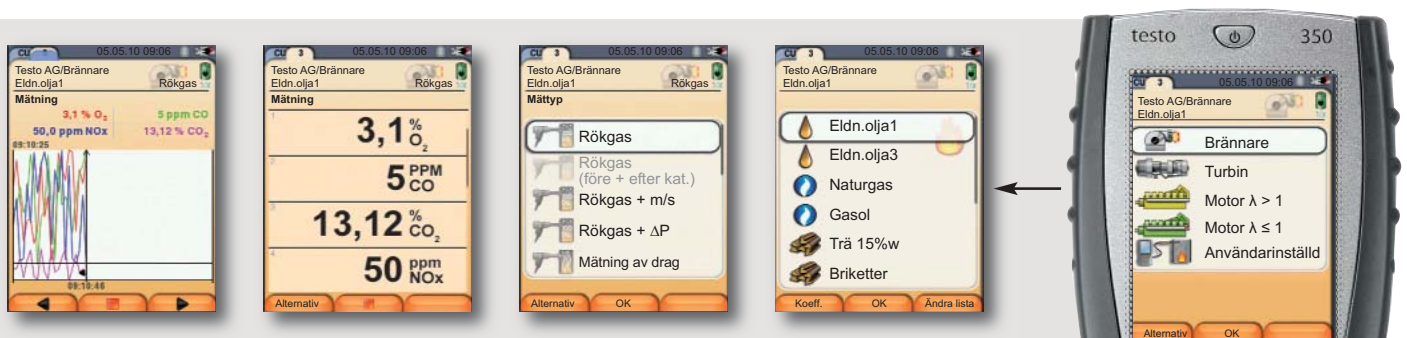 CU
05.05.10 09:06
Testo AG/Brännare
Eldn.olja1
Rökgas
Mätning
3,1 % O₂
5 ppm CO
50,0 ppm NOx
13,12 % CO₂
09:10:25
09:10:46
CU 3
05.05.10 09:06
Testo AG/Brännare
Eldn.olja1
Rökgas
Mätning
1
3,1 % O₂
2
5 PPM CO
3
13,12 % CO₂
4
50 ppm NOx
Alternativ
CU 3
05.05.10 09:06
Testo AG/Brännare
Eldn.olja1
Rökgas
Mättyp
Rökgas
Rökgas
(före + efter kat.)
Rökgas + m/s
Rökgas + ΔP
Mätning av drag
Alternativ
OK
CU 3
05.05.10 09:06
Testo AG/Brännare
Eldn.olja1
Rökgas
Eldn.olja1
Eldn.olja3
Naturgas
Gasol
Trä 15%w
Briketter
Koeff.
OK
Ändra lista
testo
350
CU 3
05.05.10 09:06
Testo AG/Brännare
Eldn.olja1
Brännare
Turbin
Motor λ > 1
Motor λ ≤ 1
Användarinställd
Alternativ
OK